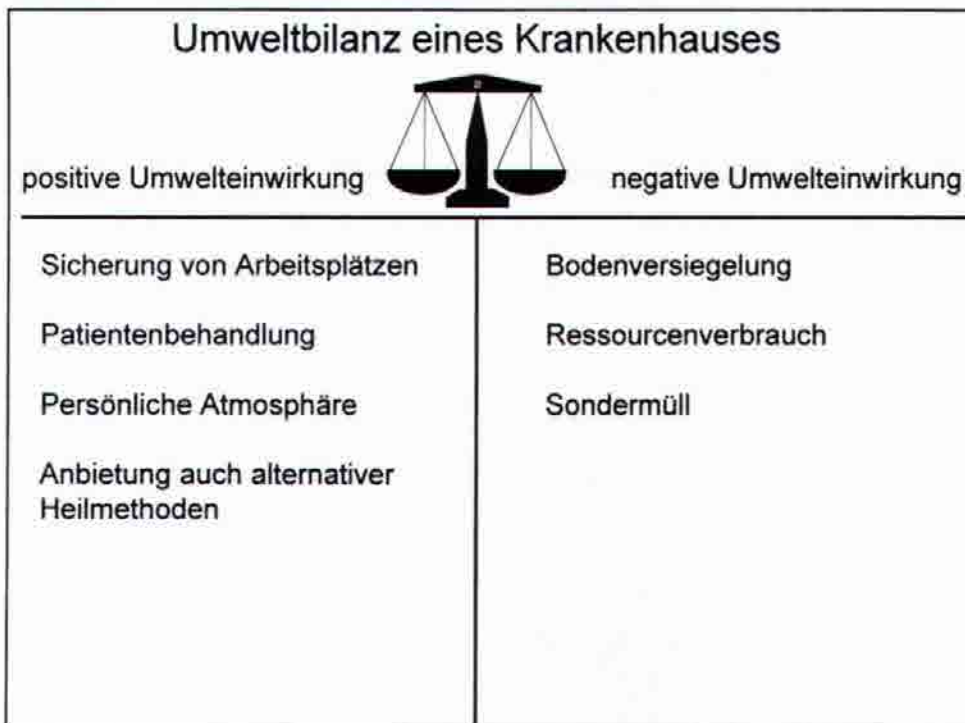 Umweltbilanz eines Krankenhauses
positive Umwelteinwirkung
negative Umwelteinwirkung
Sicherung von Arbeitsplätzen
Patientenbehandlung
Persönliche Atmosphäre
Anbietung auch alternativer
Heilmethoden
Bodenversiegelung
Ressourcenverbrauch
Sondermüll